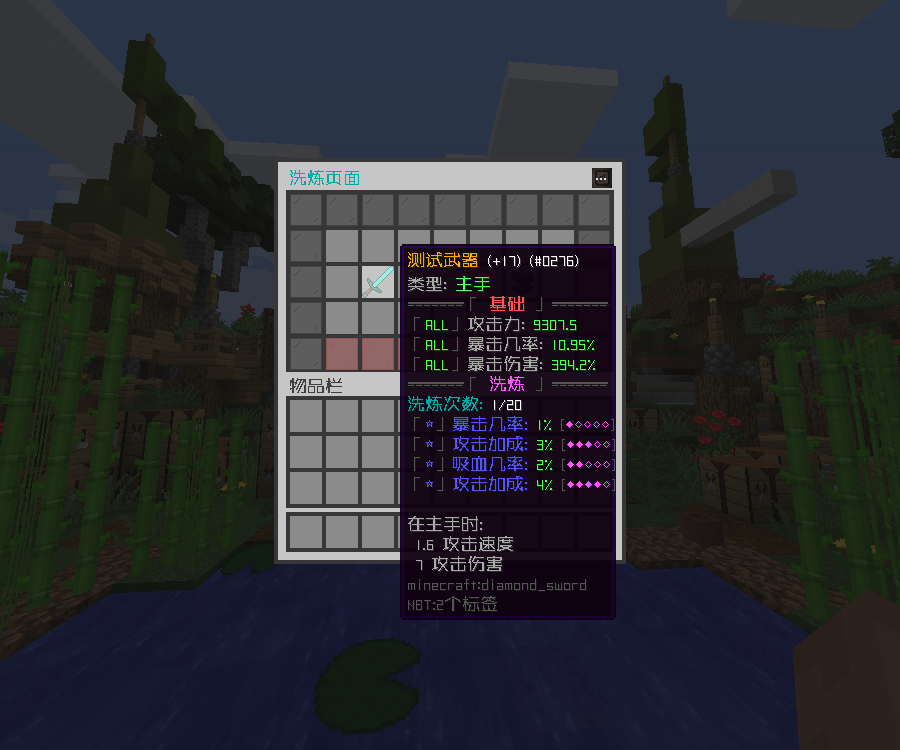 洗炼页面
测试武器 (+17) (#0276)
类型: 主手
========「 基础 」========
「 ALL 」攻击力: 9307.5
「 ALL 」暴击几率: 10.95%
「 ALL 」暴击伤害: 394.2%
========「 洗炼 」========
物品栏
洗炼次数: 1/20
「 ☆ 」暴击几率: 1% [◆◇◇◇◇]
「 ☆ 」攻击加成: 3% [◆◆◆◇◇]
「 ☆ 」吸血几率: 2% [◆◆◇◇◇]
「 ☆ 」攻击加成: 4% [◆◆◆◆◇]
在主手时:
1.6 攻击速度
7 攻击伤害
minecraft:diamond_sword
NBT:2个标签